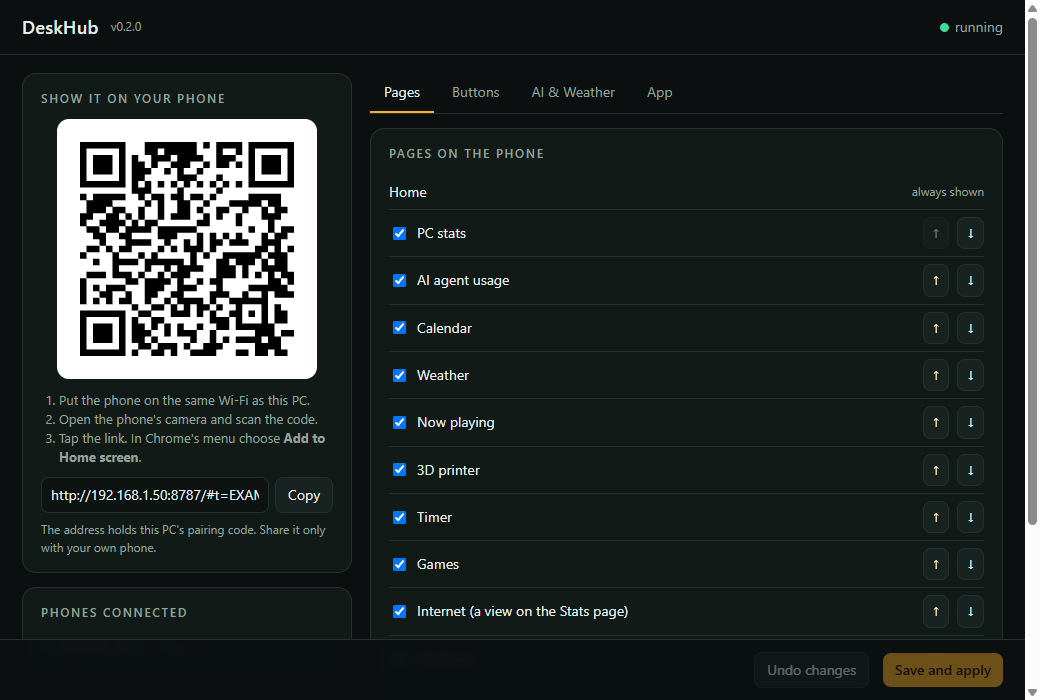 DeskHub v0.2.0
running
SHOW IT ON YOUR PHONE
1. Put the phone on the same Wi-Fi as this PC.
2. Open the phone's camera and scan the code.
3. Tap the link. In Chrome's menu choose Add to
Home screen.
http://192.168.1.50:8787/#t=EXAM
Copy
The address holds this PC's pairing code. Share it only
with your own phone.
PHONES CONNECTED
Pages
Buttons
AI & Weather
App
PAGES ON THE PHONE
Home
always shown
PC stats
↑ ↓
AI agent usage
↑ ↓
Calendar
↑ ↓
Weather
↑ ↓
Now playing
↑ ↓
3D printer
↑ ↓
Timer
↑ ↓
Games
↑ ↓
Internet (a view on the Stats page)
↑ ↓
Undo changes
Save and apply